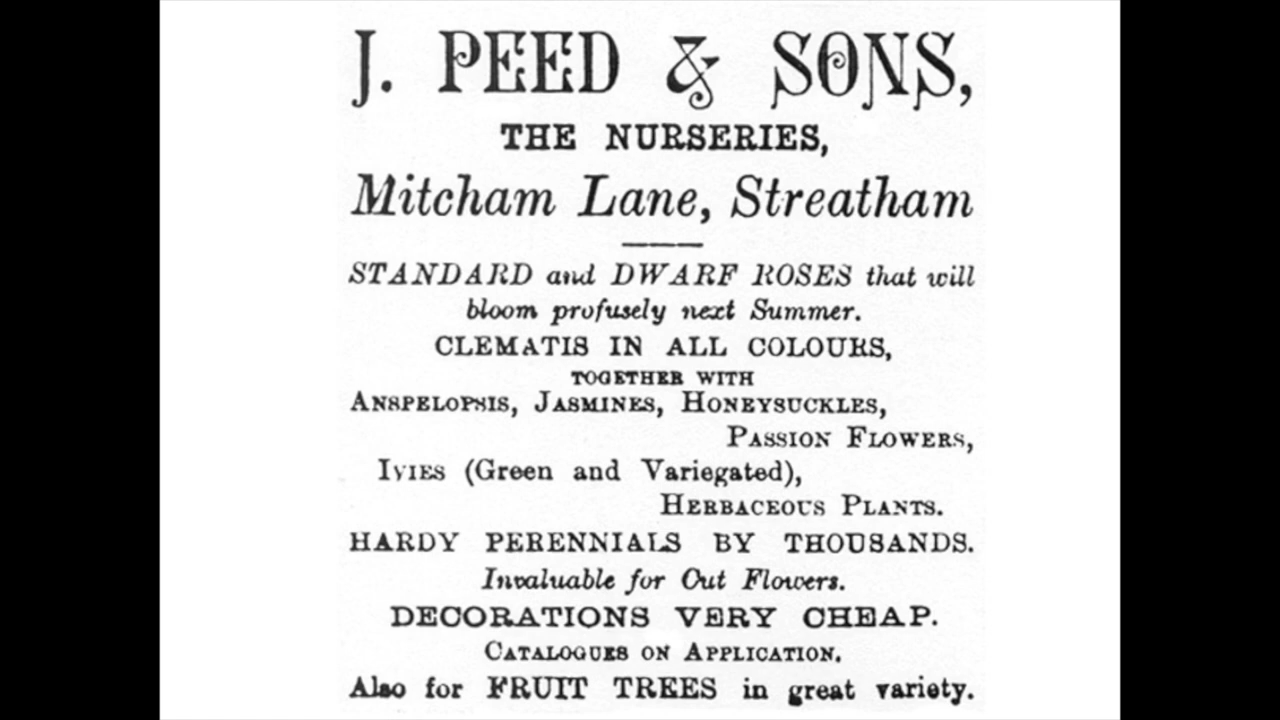 J. PEED & SONS,
THE NURSERIES,
Mitcham Lane, Streatham
STANDARD and DWARF ROSES that will
bloom profusely next Summer.
CLEMATIS IN ALL COLOURS,
TOGETHER WITH
ANSPELOPSIS, JASMINES, HONEYSUCKLES,
PASSION FLOWERS,
IVIES (Green and Variegated),
HERBACEOUS PLANTS.
HARDY PERENNIALS BY THOUSANDS.
Invaluable for Cut Flowers.
DECORATIONS VERY CHEAP.
CATALOGUES ON APPLICATION.
Also for FRUIT TREES in great variety.